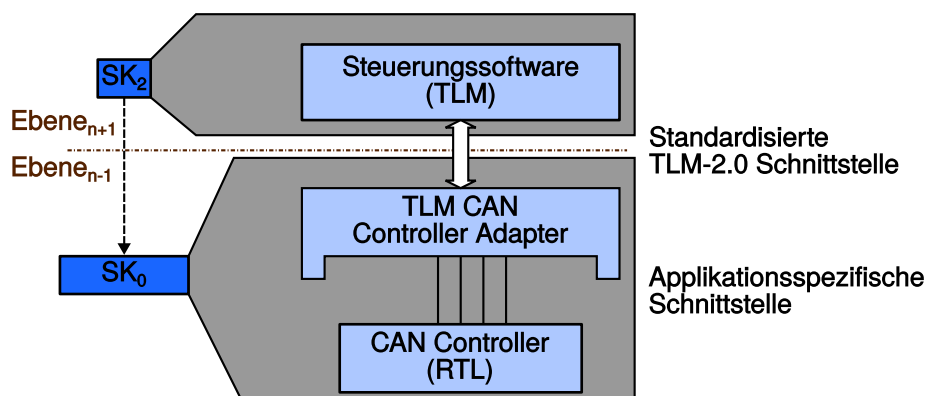 Steuerungssoftware
(TLM)
SK2
Ebenen+1
Ebenen-1
Standardisierte
TLM-2.0 Schnittstelle
TLM CAN
Controller Adapter
SK0
Applikationsspezifische
Schnittstelle
CAN Controller
(RTL)